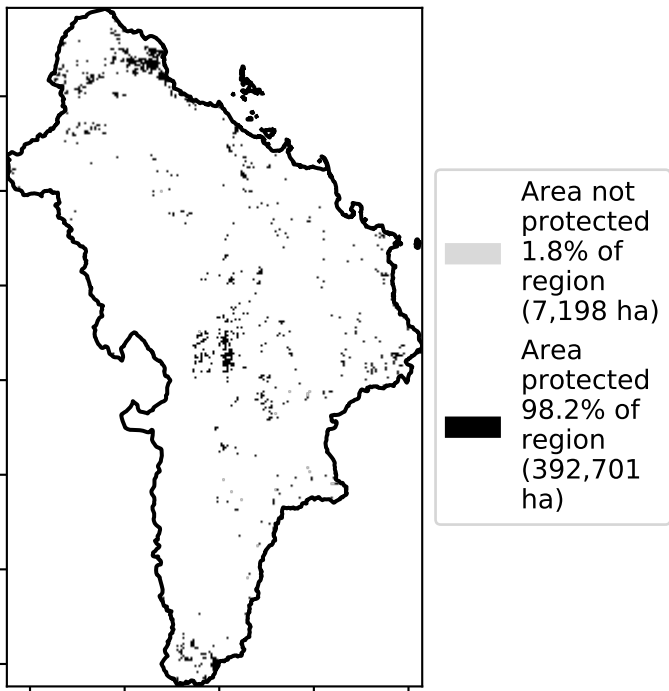 Area not
protected
1.8% of
region
(7,198 ha)
Area
protected
98.2% of
region
(392,701
ha)